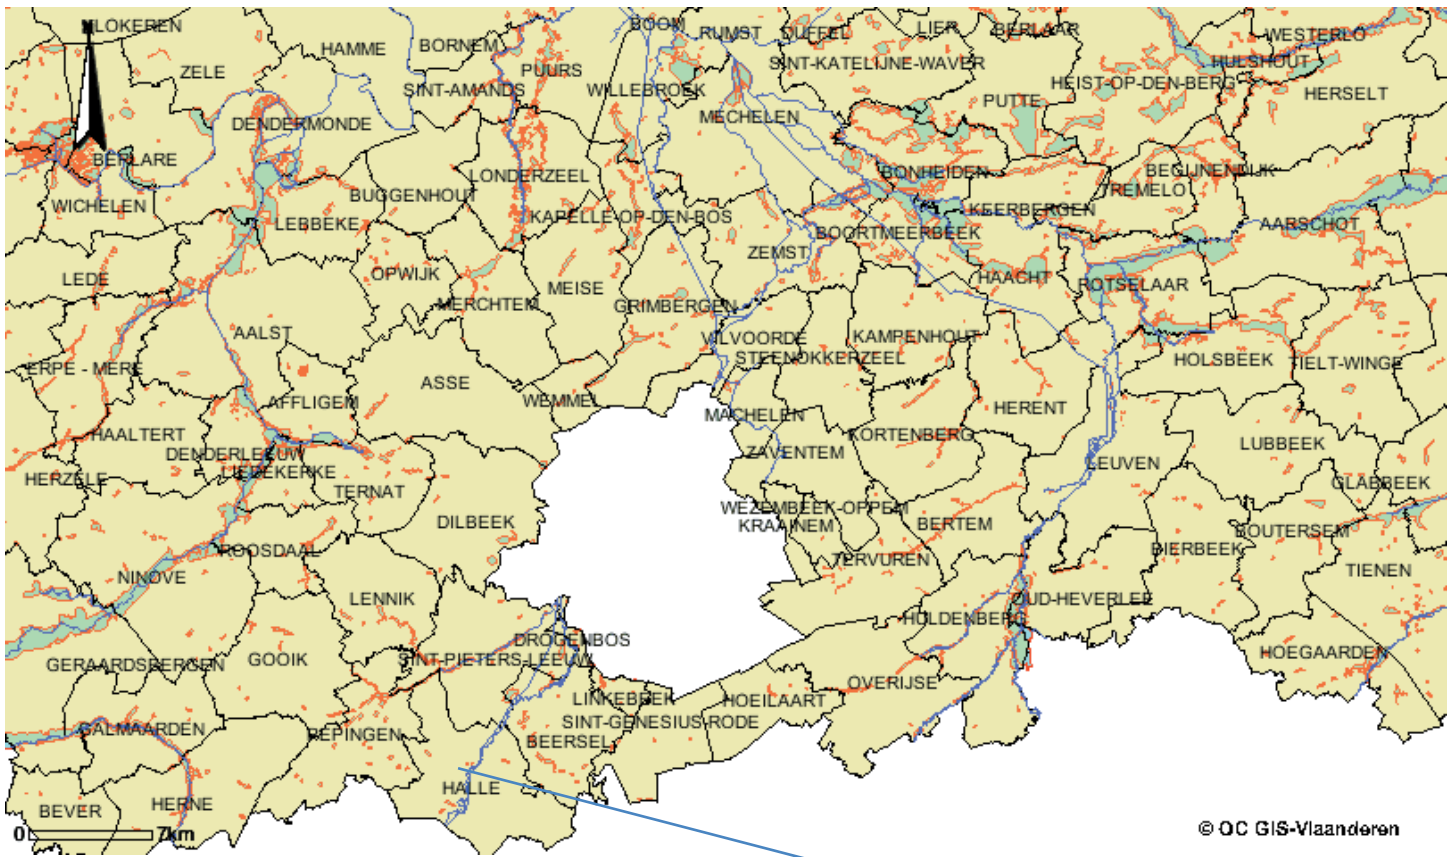 LOKEREN
HAMME
BORNEM
BOOM
RUMST
DUFFEL
LIER
BERLAAR
WESTERLO
ZELE
PUURS
SINT-KATELIJNE-WAVER
HULSHOUT
SINT-AMANDS
WILLEBROEK
HEIST-OP-DEN-BERG
HERSELT
PUTTE
DENDERMONDE
MECHELEN
BERLARE
LONDERZEEL
BONHEIDEN
BEGIJNENDIJK
BUGGENHOUT
TREMELO
WICHELEN
LEBBEKE
KAPELLE-OP-DEN-BOS
KEERBERGEN
AARSCHOT
BOORTMEERBEEK
ZEMST
LEDE
OPWIJK
MEISE
HAACHT
ROTSELAAR
MERCHTEM
GRIMBERGEN
AALST
VILVOORDE
KAMPENHOUT
STEENOKKERZEEL
HOLSBEEK
TIELT-WINGE
ERPE - MERE
ASSE
AFFLIGEM
WEMMEL
MACHELEN
HERENT
HAALTERT
KORTENBERG
LUBBEEK
DENDERLEEUW
ZAVENTEM
LEUVEN
HERZELE
LIEDEKERKE
TERNAT
GLABBEEK
WEZEMBEEK-OPPEM
DILBEEK
KRAAINEM
BERTEM
BOUTERSEM
ROOSDAAL
TERVUREN
BIERBEEK
NINOVE
TIENEN
LENNIK
OUD-HEVERLEE
HULDENBERG
DROGENBOS
GERAARDSBERGEN
GOOIK
SINT-PIETERS-LEEUW
HOEGAARDEN
OVERIJSE
LINKEBEEK
HOEILAART
SINT-GENESIUS-RODE
GALMAARDEN
PEPINGEN
BEERSEL
HALLE
BEVER
HERNE
0 7km
© OC GIS-Vlaanderen